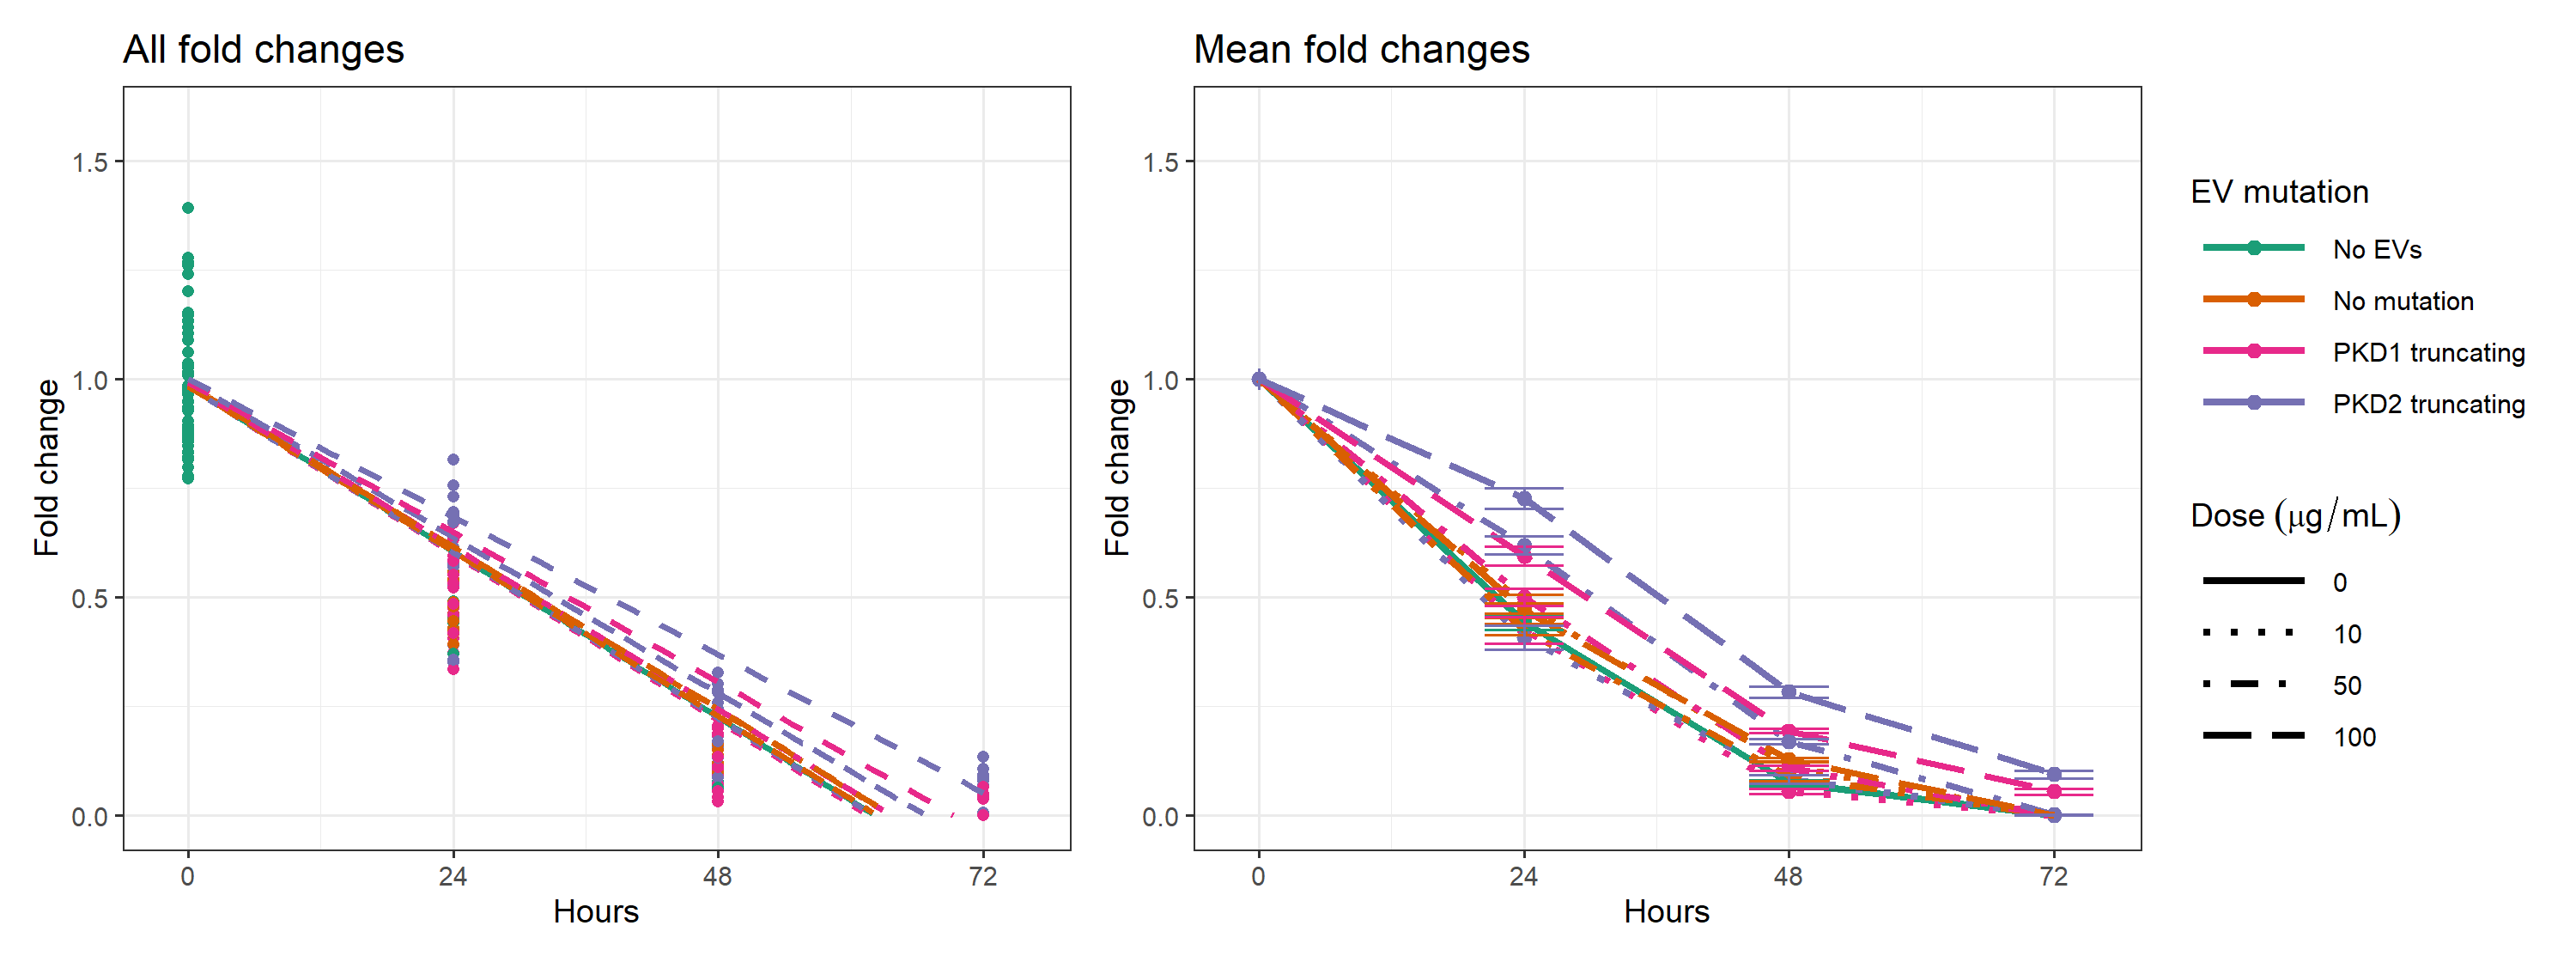 All fold changes
Fold change
1.5
1.0
0.5
0.0
0 24 48 72
Hours
Mean fold changes
Fold change
1.5
1.0
0.5
0.0
0 24 48 72
Hours
EV mutation
No EVs
No mutation
PKD1 truncating
PKD2 truncating
Dose (μg/mL)
0
10
50
100